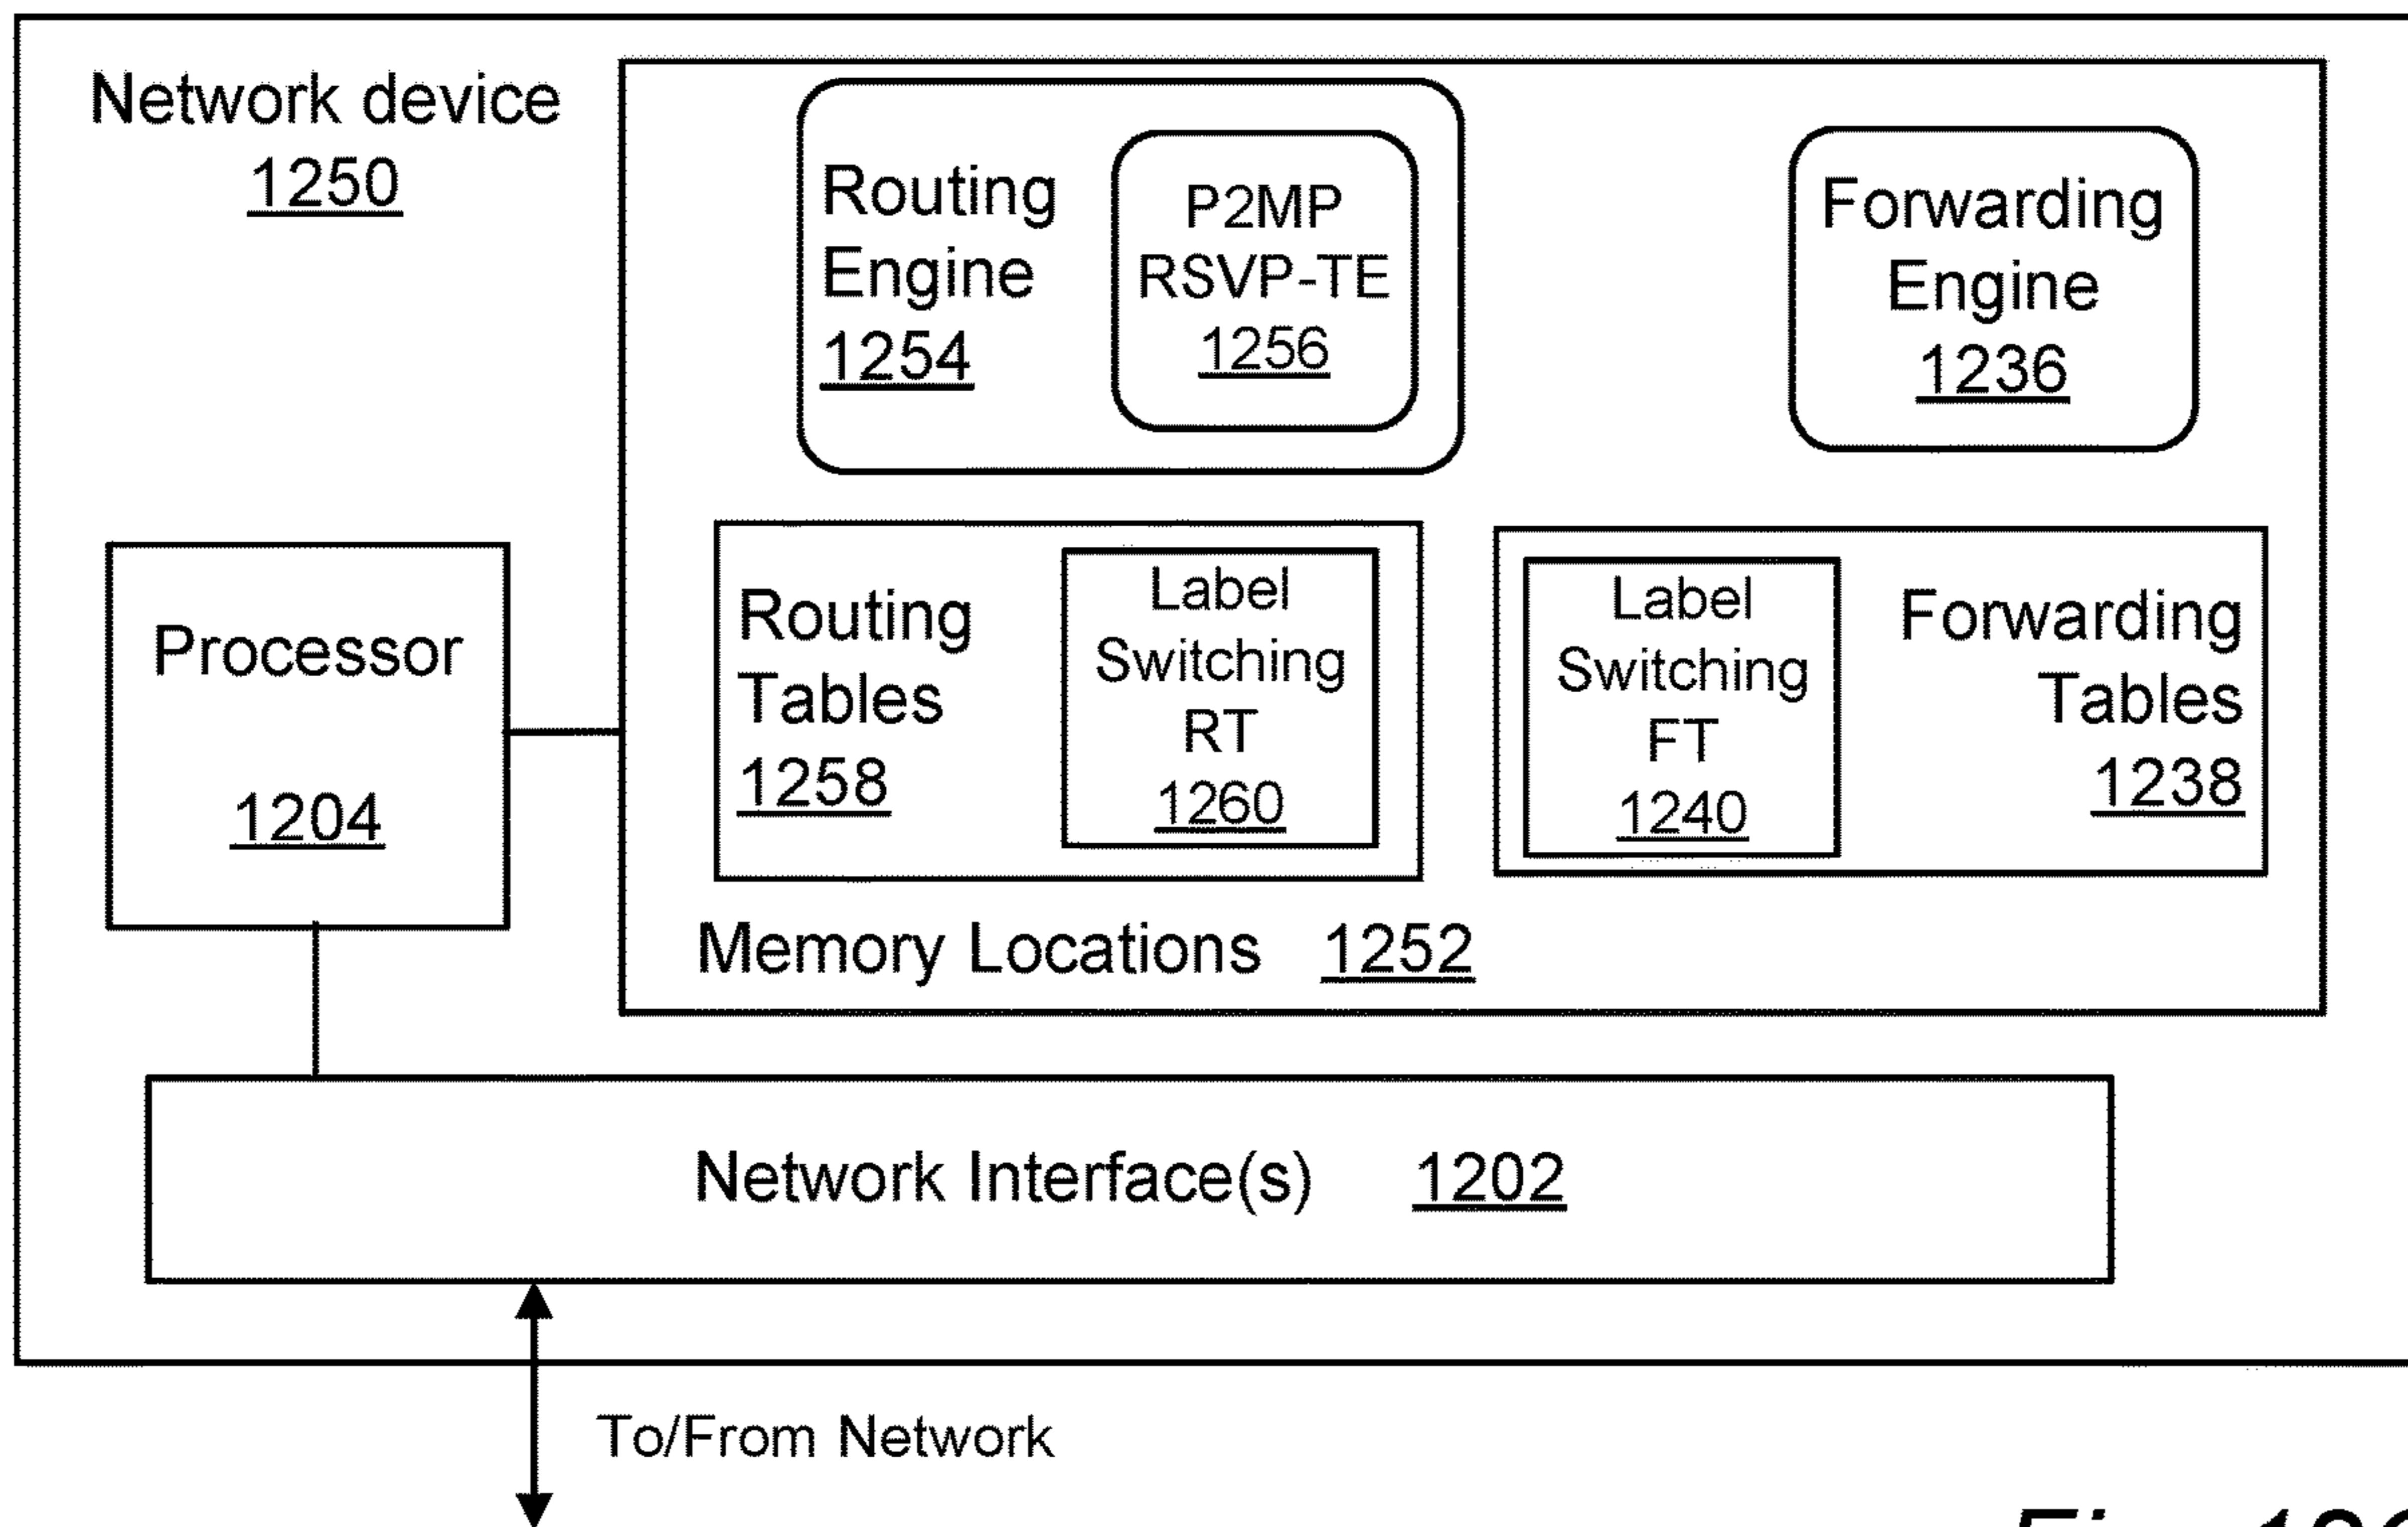 Network device
1250
Routing
Engine
1254
P2MP
RSVP-TE
1256
Forwarding
Engine
1236
Processor
1204
Routing
Tables
1258
Label
Switching
RT
1260
Label
Switching
FT
1240
Forwarding
Tables
1238
Memory Locations 1252
Network Interface(s) 1202
To/From Network